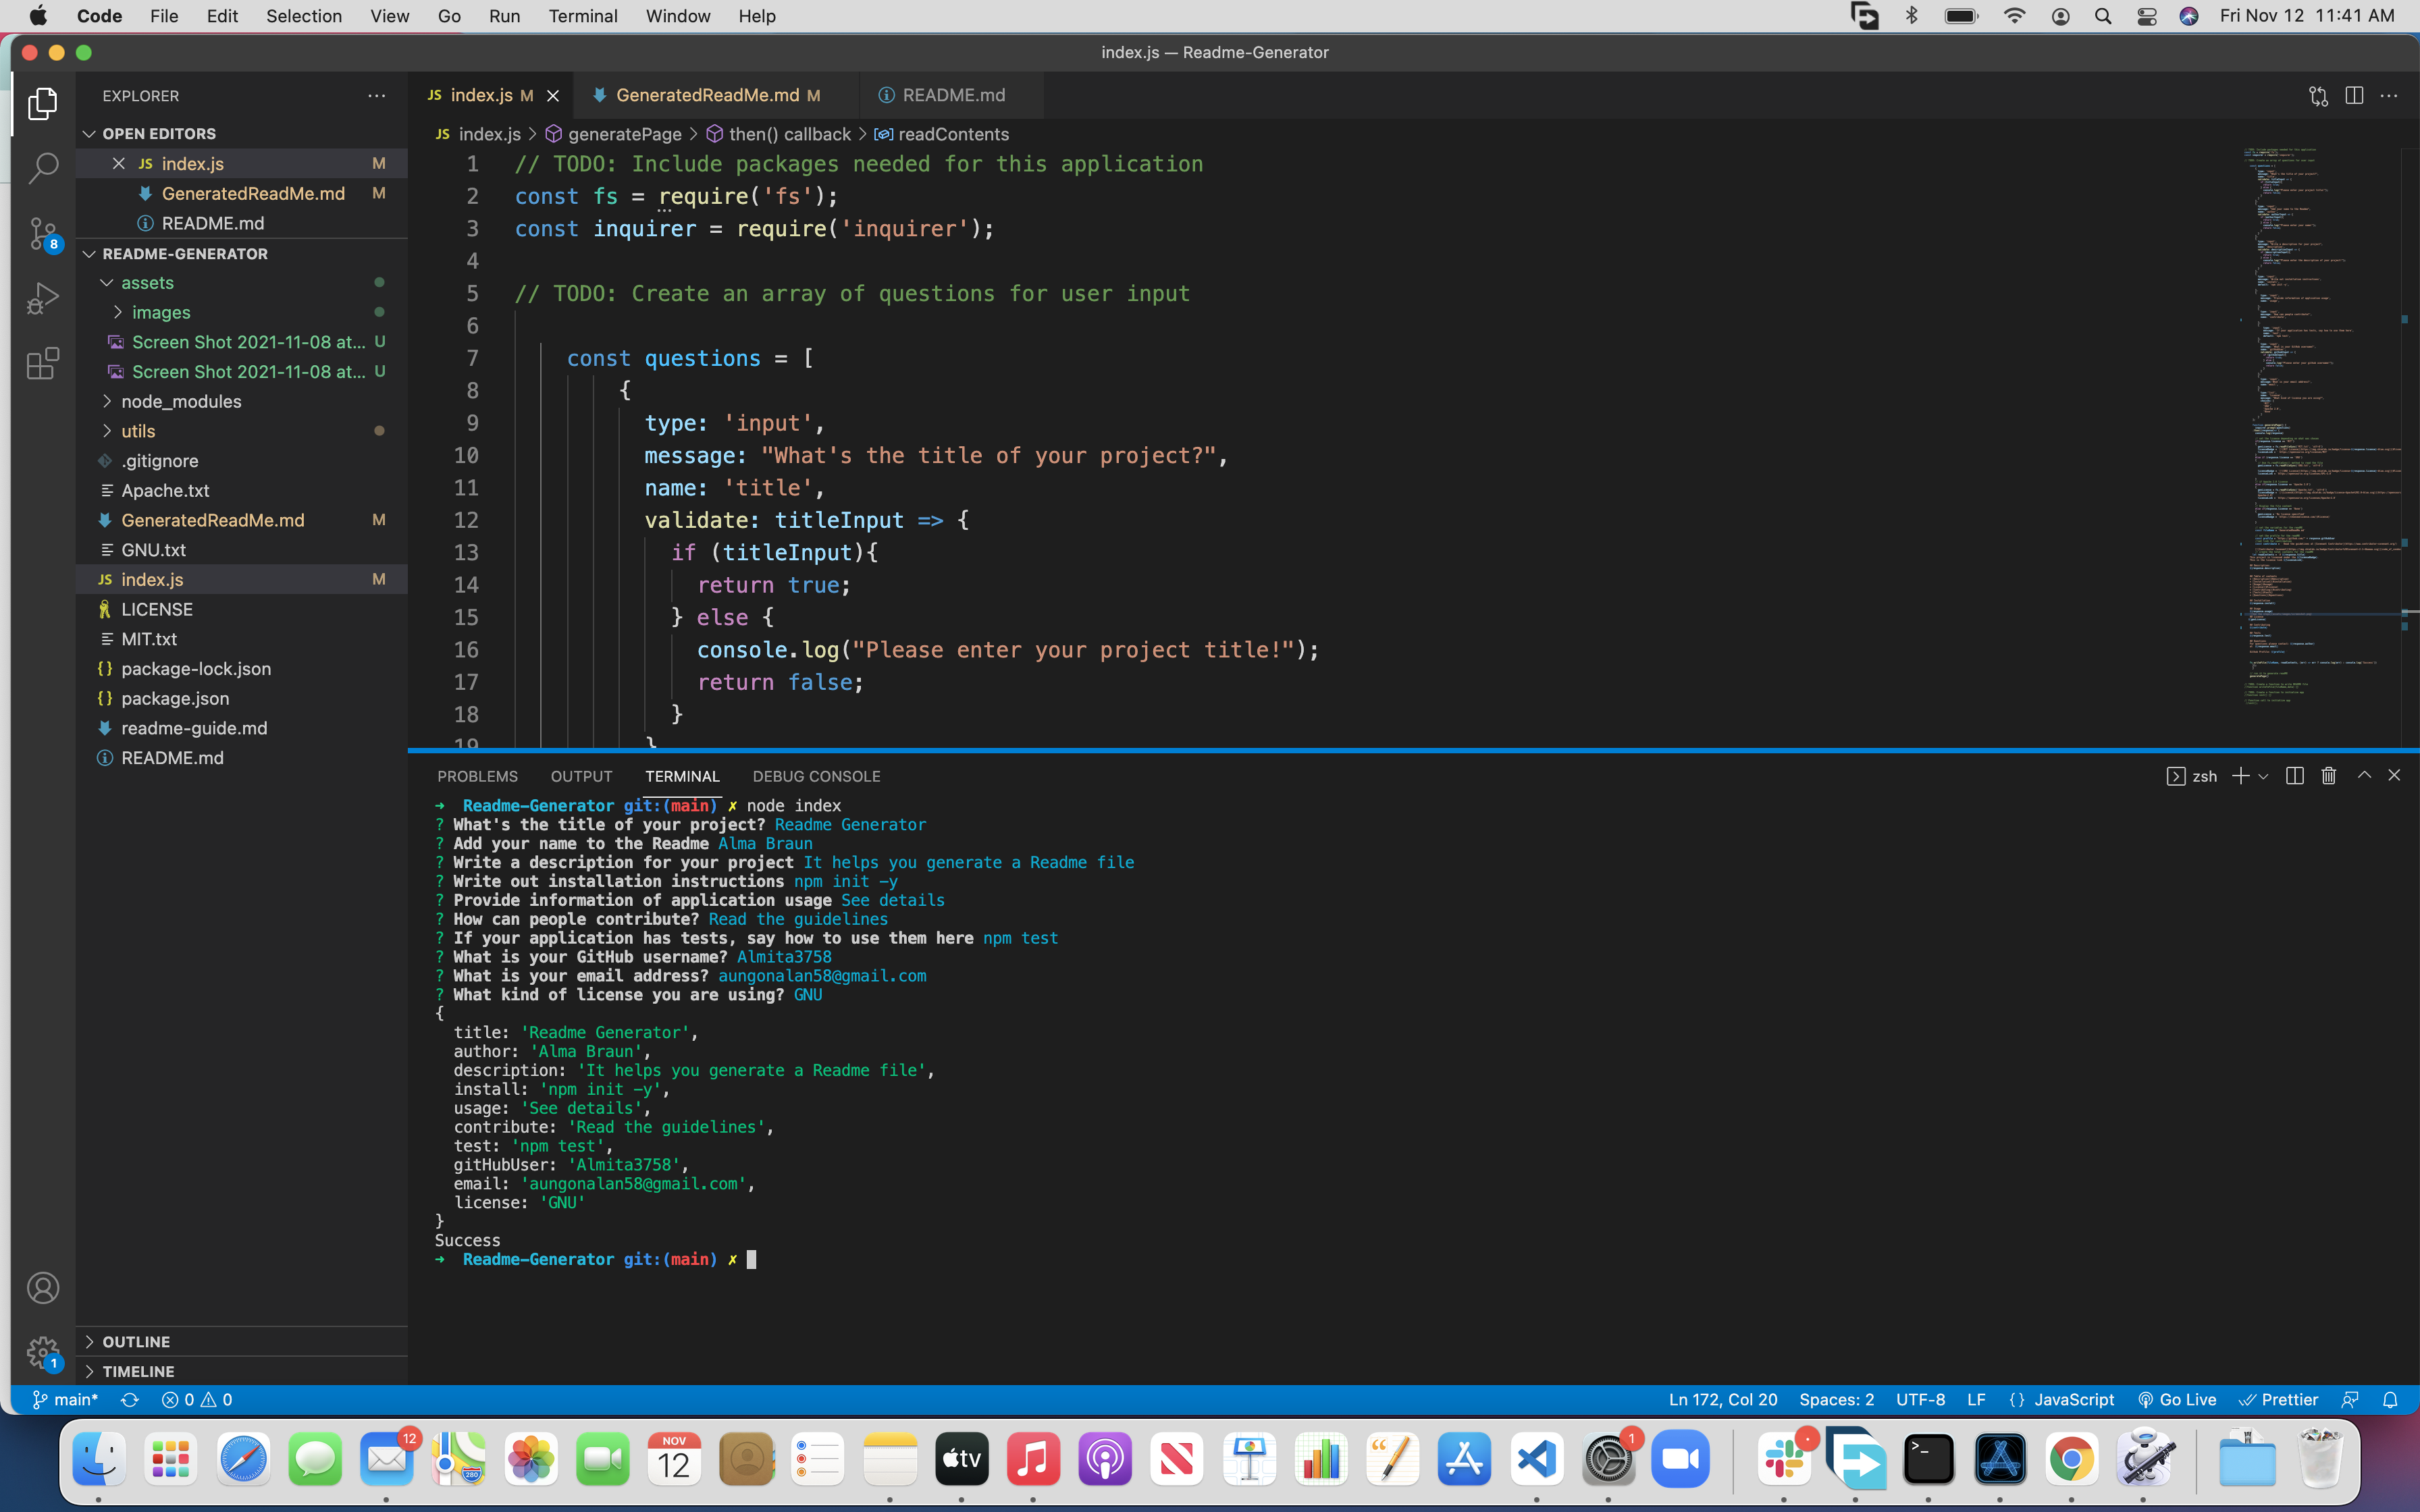 Code File Edit Selection View Go Run Terminal Window Help Fri Nov 12 11:41 AM
index.js — Readme-Generator
EXPLORER
OPEN EDITORS
JS index.js M
GeneratedReadMe.md M
README.md
8
README-GENERATOR
assets
images
Screen Shot 2021-11-08 at... U
Screen Shot 2021-11-08 at... U
node_modules
utils
.gitignore
Apache.txt
GeneratedReadMe.md M
GNU.txt
JS index.js M
LICENSE
MIT.txt
{} package-lock.json
{} package.json
readme-guide.md
README.md
OUTLINE
1
TIMELINE
JS index.js M GeneratedReadMe.md M README.md
JS index.js > generatePage > then() callback > readContents
1 // TODO: Include packages needed for this application
2 const fs = require('fs');
3 const inquirer = require('inquirer');
4
5 // TODO: Create an array of questions for user input
6
7 const questions = [
8 {
9 type: 'input',
10 message: "What's the title of your project?",
11 name: 'title',
12 validate: titleInput => {
13 if (titleInput){
14 return true;
15 } else {
16 console.log("Please enter your project title!");
17 return false;
18 }
19 }
PROBLEMS OUTPUT TERMINAL DEBUG CONSOLE zsh
➜ Readme-Generator git:(main) ✗ node index
? What's the title of your project? Readme Generator
? Add your name to the Readme Alma Braun
? Write a description for your project It helps you generate a Readme file
? Write out installation instructions npm init -y
? Provide information of application usage See details
? How can people contribute? Read the guidelines
? If your application has tests, say how to use them here npm test
? What is your GitHub username? Almita3758
? What is your email address? aungonalan58@gmail.com
? What kind of license you are using? GNU
{
title: 'Readme Generator',
author: 'Alma Braun',
description: 'It helps you generate a Readme file',
install: 'npm init -y',
usage: 'See details',
contribute: 'Read the guidelines',
test: 'npm test',
gitHubUser: 'Almita3758',
email: 'aungonalan58@gmail.com',
license: 'GNU'
}
Success
➜ Readme-Generator git:(main) ✗
main* 0 0 Ln 172, Col 20 Spaces: 2 UTF-8 LF {} JavaScript Go Live Prettier
12 280 NOV 12 tv 1